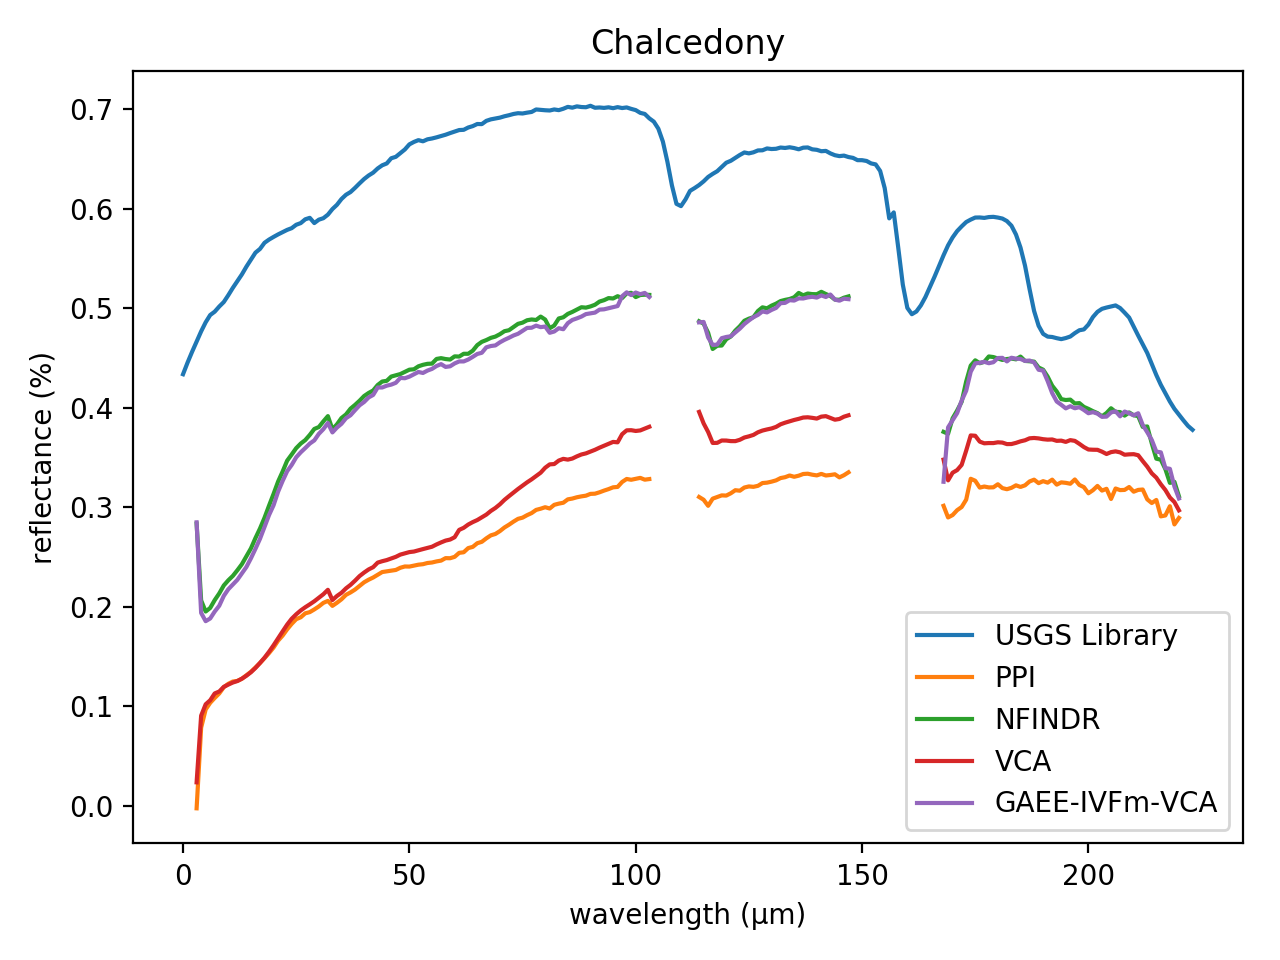 Chalcedony
0.7
0.6
0.5
0.4
0.3
0.2
0.1
0.0
reflectance (%)
0
50
100
150
200
wavelength (μm)
USGS Library
PPI
NFINDR
VCA
GAEE-IVFm-VCA